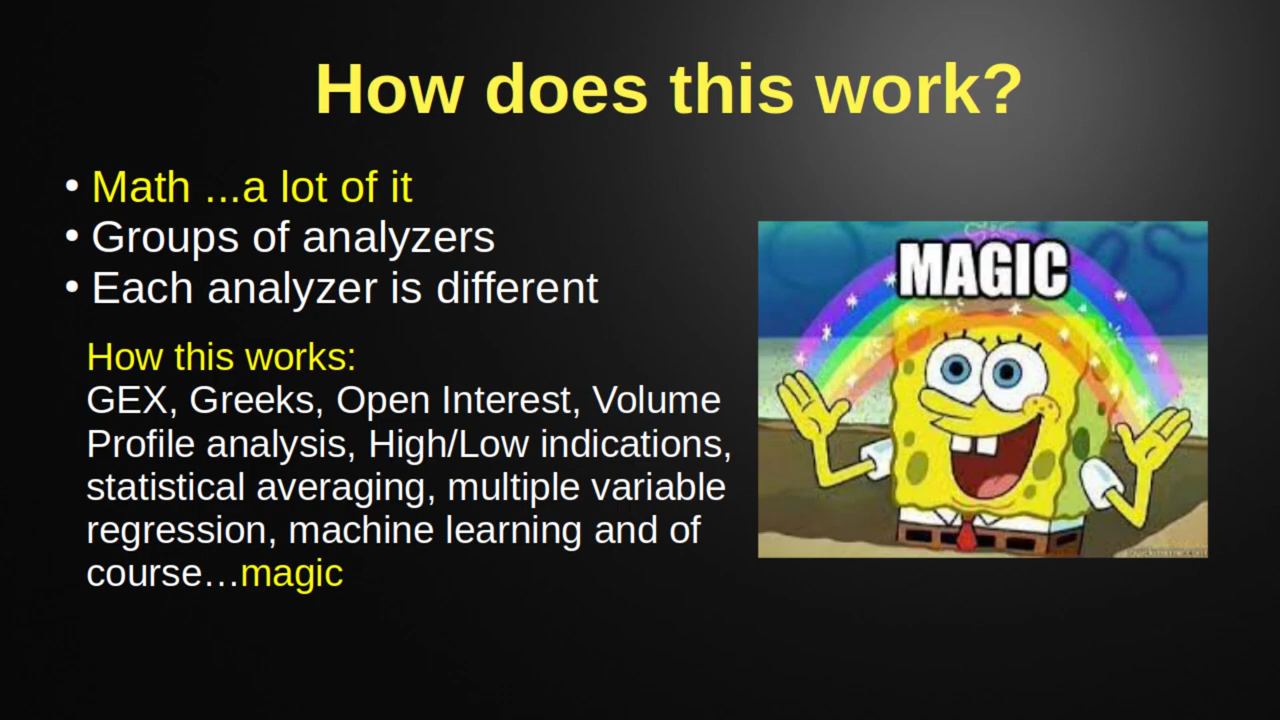 How does this work?
• Math ...a lot of it
• Groups of analyzers
• Each analyzer is different
How this works:
GEX, Greeks, Open Interest, Volume
Profile analysis, High/Low indications,
statistical averaging, multiple variable
regression, machine learning and of
course…magic
MAGIC